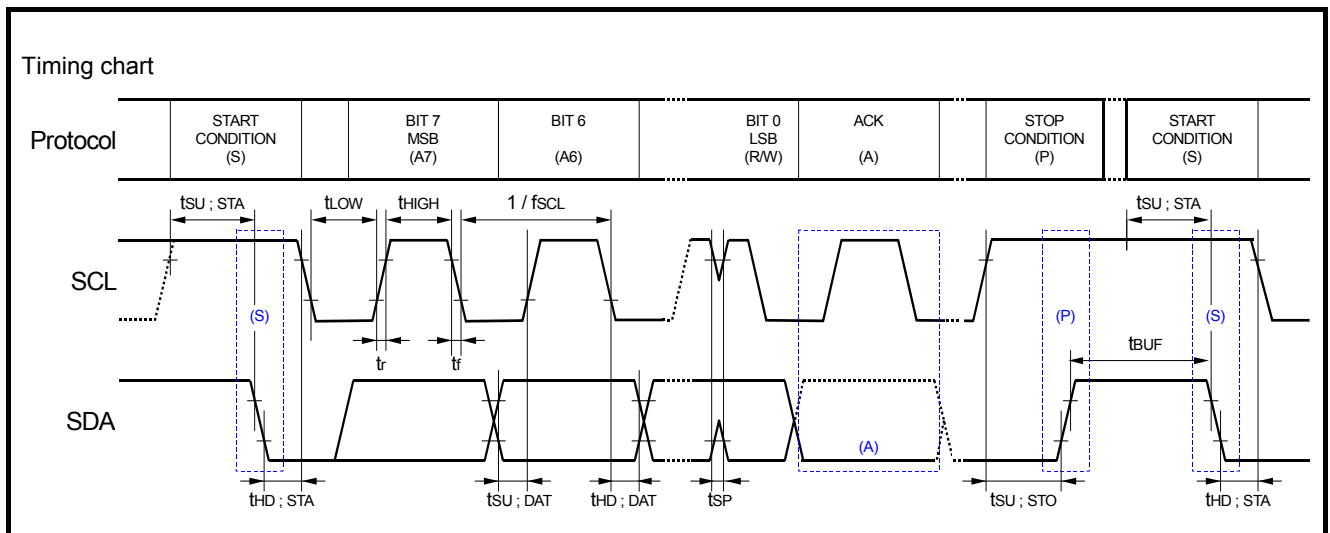 Timing chart
Protocol
START
CONDITION
(S)
BIT 7
MSB
(A7)
BIT 6
(A6)
BIT 0
LSB
(R/W)
ACK
(A)
STOP
CONDITION
(P)
START
CONDITION
(S)
tSU ; STA
tLOW
tHIGH
1 / fSCL
tSU ; STA
SCL
(S)
(P)
(S)
tr
tf
tBUF
SDA
(A)
tHD ; STA
tSU ; DAT
tHD ; DAT
tSP
tSU ; STO
tHD ; STA